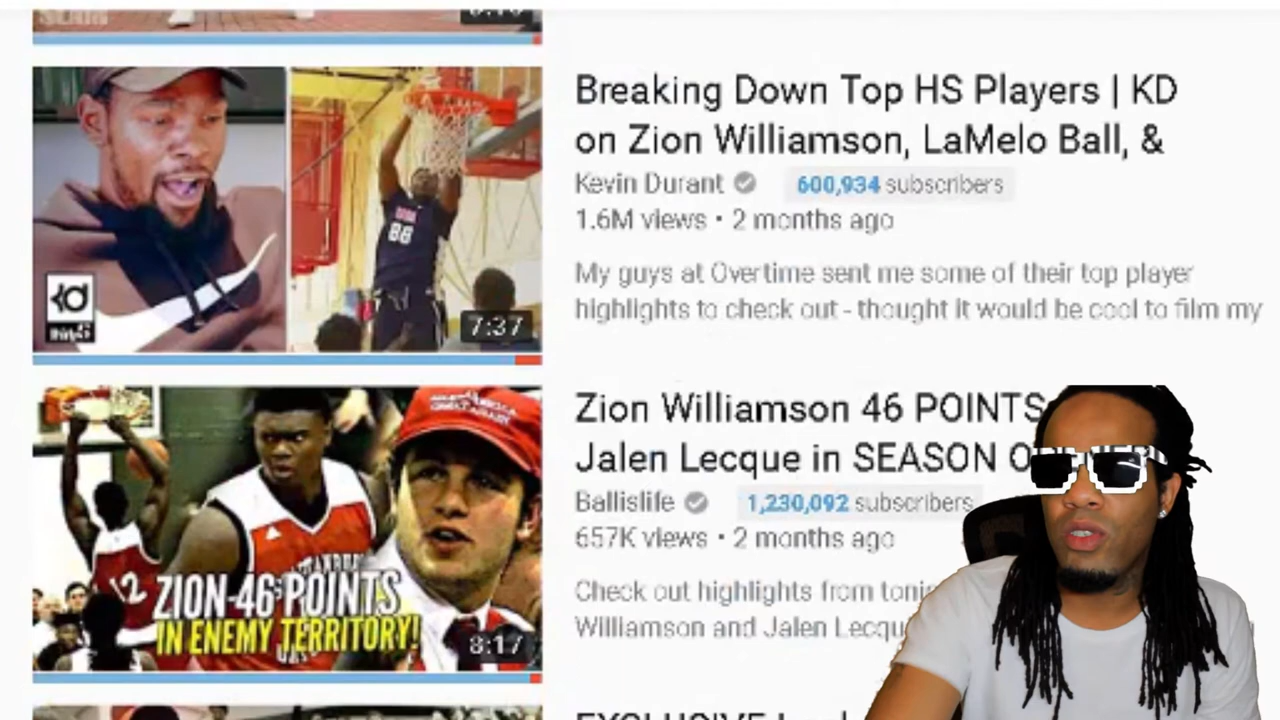 SLAM
Breaking Down Top HS Players | KD
on Zion Williamson, LaMelo Ball, &
Kevin Durant
600,934 subscribers
1.6M views • 2 months ago
My guys at Overtime sent me some of their top player
highlights to check out - thought it would be cool to film my
88
7:37
Zion Williamson 46 POINTS
Jalen Lecque in SEASON
Ballislife
1,230,092 subscribers
657K views • 2 months ago
Check out highlights from
Williamson and Jalen
12
ZION 46 POINTS
IN ENEMY TERRITORY!
8:17